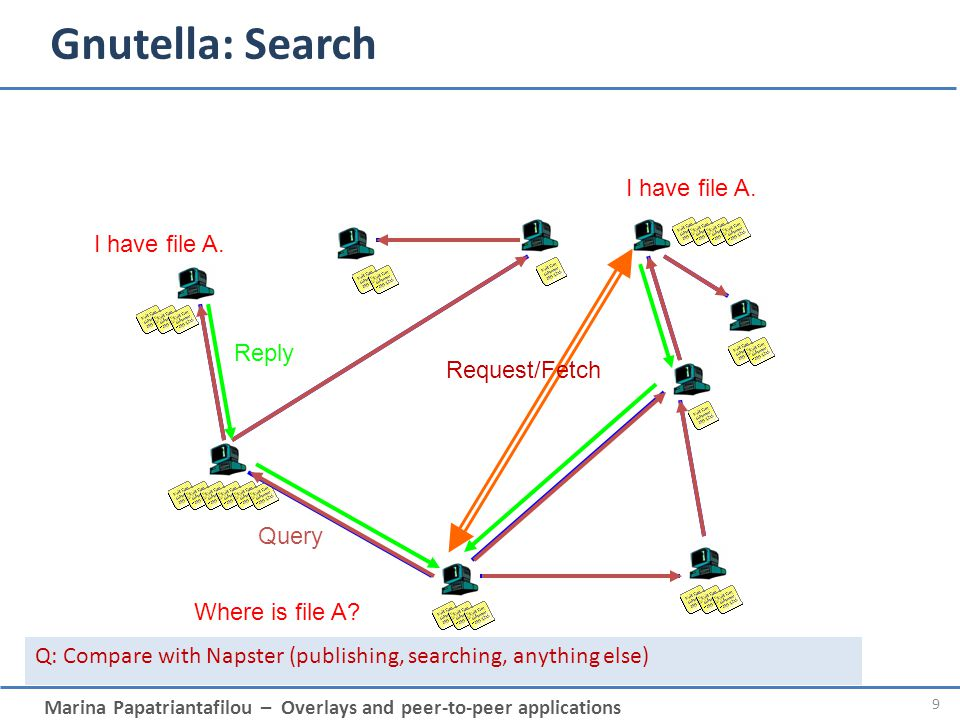 Gnutella: Search
I have file A.
I have file A.
Reply
Request/Fetch
Query
Where is file A?
Q: Compare with Napster (publishing, searching, anything else)
Marina Papatriantafilou – Overlays and peer-to-peer applications
9